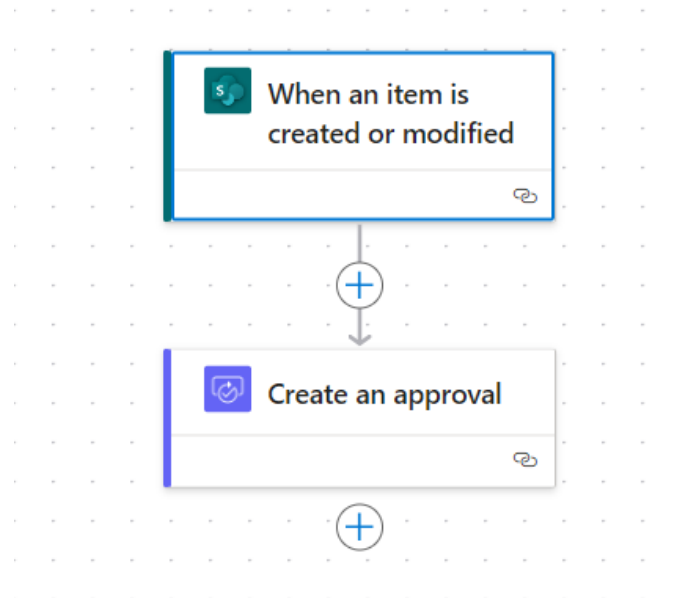 S
When an item is
created or modified
Create an approval